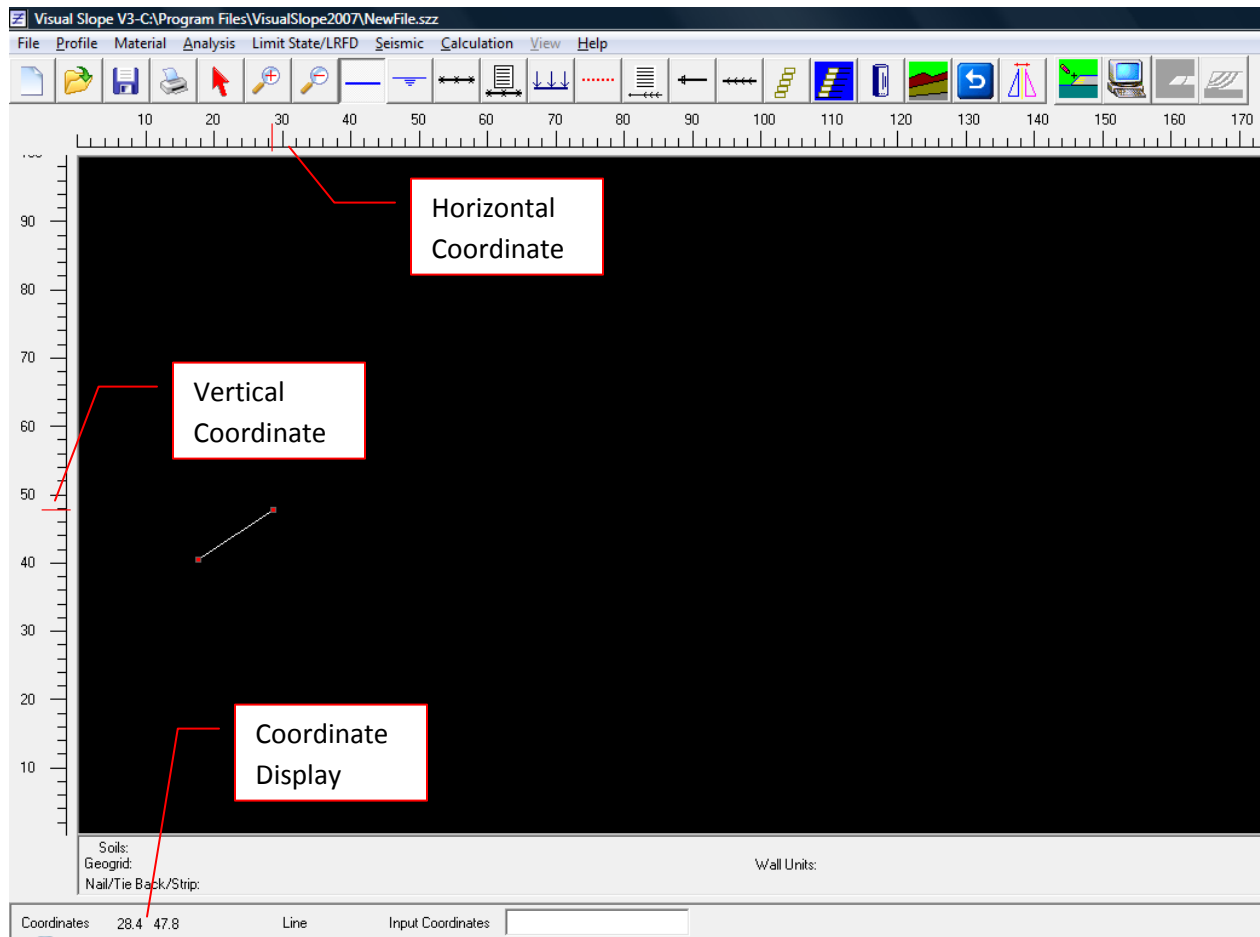 Visual Slope V3-C:\Program Files\VisualSlope2007\NewFile.szz
File Profile Material Analysis Limit State/LRFD Seismic Calculation View Help
10 20 30 40 50 60 70 80 90 100 110 120 130 140 150 160 170
100
90
Horizontal
Coordinate
80
70
Vertical
Coordinate
60
50
40
30
20
Coordinate
Display
10
Soils:
Geogrid:
Wall Units:
Nail/Tie Back/Strip:
Coordinates 28.4 47.8 Line Input Coordinates